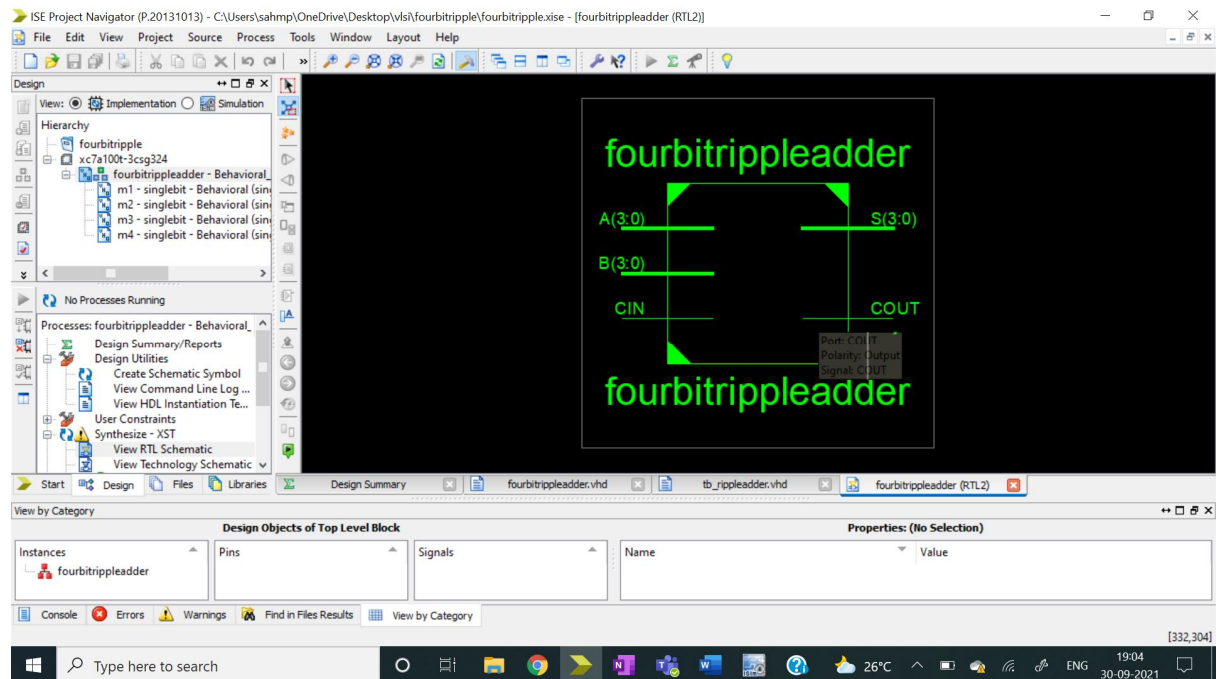 ISE Project Navigator (P.20131013) - C:\Users\sahmp\OneDrive\Desktop\vlsi\fourbitripple\fourbitripple.xise - [fourbitrippleadder (RTL2)]
File Edit View Project Source Process Tools Window Layout Help
Design
View: Implementation Simulation
Hierarchy
fourbitripple
xc7a100t-3csg324
fourbitrippleadder - Behavioral_
m1 - singlebit - Behavioral (sin
m2 - singlebit - Behavioral (sin
m3 - singlebit - Behavioral (sin
m4 - singlebit - Behavioral (sin
No Processes Running
Processes: fourbitrippleadder - Behavioral_
Design Summary/Reports
Design Utilities
Create Schematic Symbol
View Command Line Log ...
View HDL Instantiation Te...
User Constraints
Synthesize - XST
View RTL Schematic
View Technology Schematic
fourbitrippleadder
A(3:0) S(3:0)
B(3:0)
CIN COUT
Port: COUT
Polarity: Output
Signal: COUT
fourbitrippleadder
Start Design Files Libraries Design Summary fourbitrippleadder.vhd tb_rippleadder.vhd fourbitrippleadder (RTL2)
View by Category
Design Objects of Top Level Block Properties: (No Selection)
Instances Pins Signals Name Value
fourbitrippleadder
Console Errors Warnings Find in Files Results View by Category
[332,304]
Type here to search 26°C ENG 19:04
30-09-2021